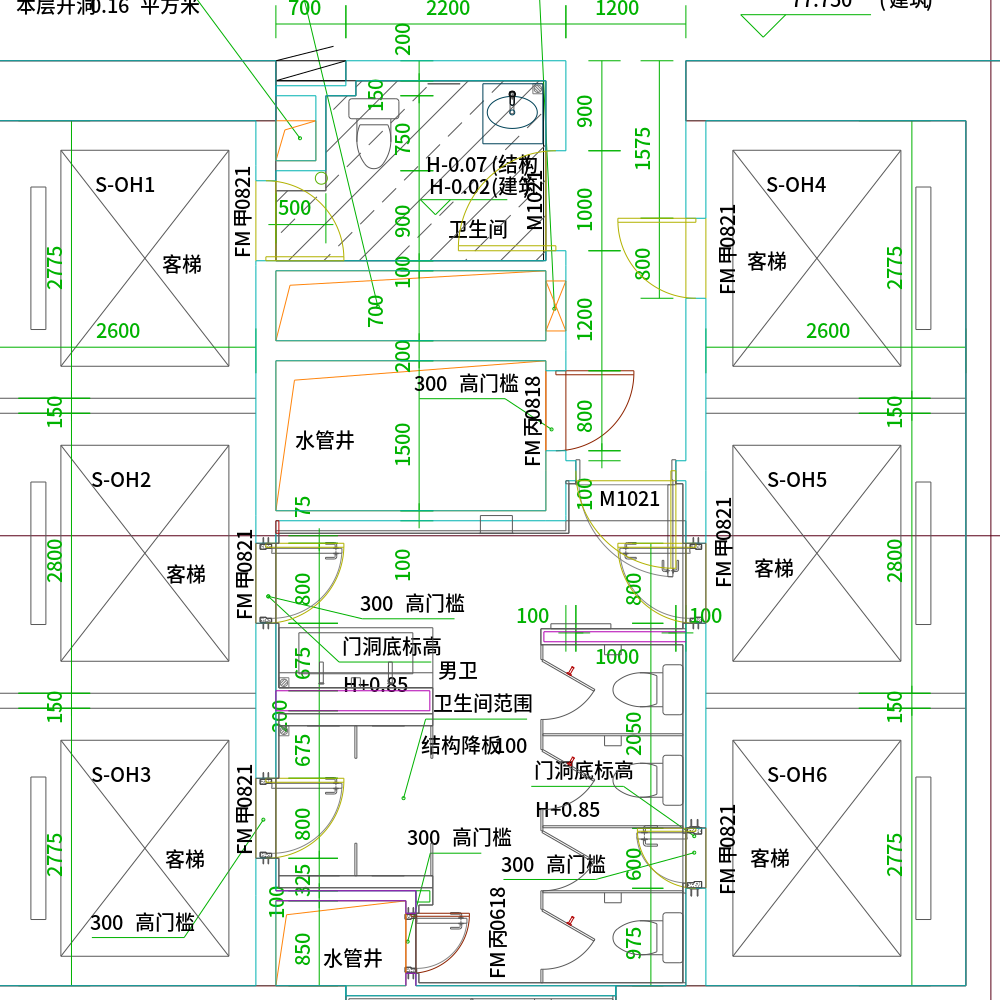 本层开洞0.16 平方米
700
2200
1200
77.750
(建筑)
200
150
750
900
1575
H-0.07(结构
H-0.02(建筑
M1021
卫生间
500
900
1000
800
100
700
1200
200
S-OH1
客梯
FM甲0821
2775
2600
S-OH4
客梯
FM甲0821
2775
2600
300 高门槛
FM丙0818
800
水管井
1500
75
100
M1021
150
150
S-OH2
客梯
FM甲0821
2800
S-OH5
客梯
FM甲0821
2800
100
800
300 高门槛
800
100
100
门洞底标高
H+0.85
675
男卫
1000
卫生间范围
200
结构降板100
675
2050
门洞底标高
H+0.85
150
150
S-OH3
客梯
FM甲0821
2775
300 高门槛
S-OH6
客梯
FM甲0821
2775
800
300 高门槛
300 高门槛
600
325
100
FM丙0618
850
水管井
975